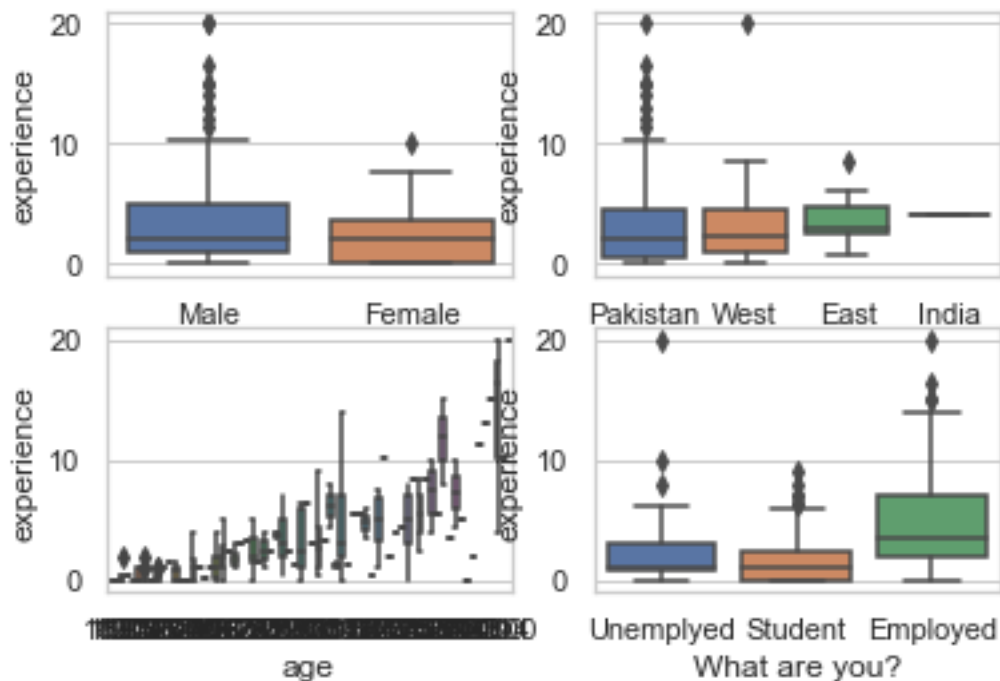 20
10
0
experience
Male Female
20
10
0
experience
Pakistan West East India
20
10
0
experience
age
20
10
0
experience
Unemplyed Student Employed
What are you?